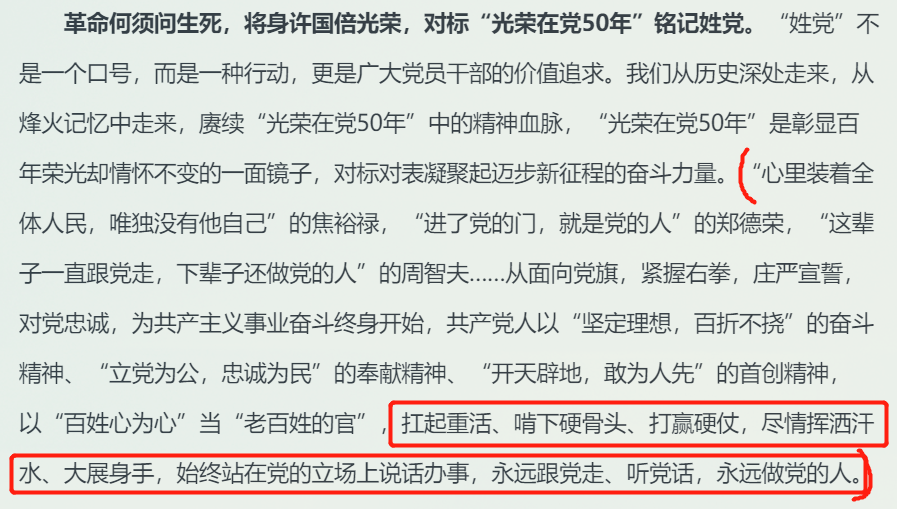 革命何须问生死，将身许国倍光荣，对标“光荣在党50年”铭记姓党。“姓党”不
是一个口号，而是一种行动，更是广大党员干部的价值追求。我们从历史深处走来，从
烽火记忆中走来，赓续“光荣在党50年”中的精神血脉，“光荣在党50年”是彰显百
年荣光却情怀不变的一面镜子，对标对表凝聚起迈步新征程的奋斗力量。“心里装着全
体人民，唯独没有他自己”的焦裕禄，“进了党的门，就是党的人”的郑德荣，“这辈
子一直跟党走，下辈子还做党的人”的周智夫……从面向党旗，紧握右拳，庄严宣誓，
对党忠诚，为共产主义事业奋斗终身开始，共产党人以“坚定理想，百折不挠”的奋斗
精神、“立党为公，忠诚为民”的奉献精神、“开天辟地，敢为人先”的首创精神，
以“百姓心为心”当“老百姓的官”，扛起重活、啃下硬骨头、打赢硬仗，尽情挥洒汗
水、大展身手，始终站在党的立场上说话办事，永远跟党走、听党话，永远做党的人。